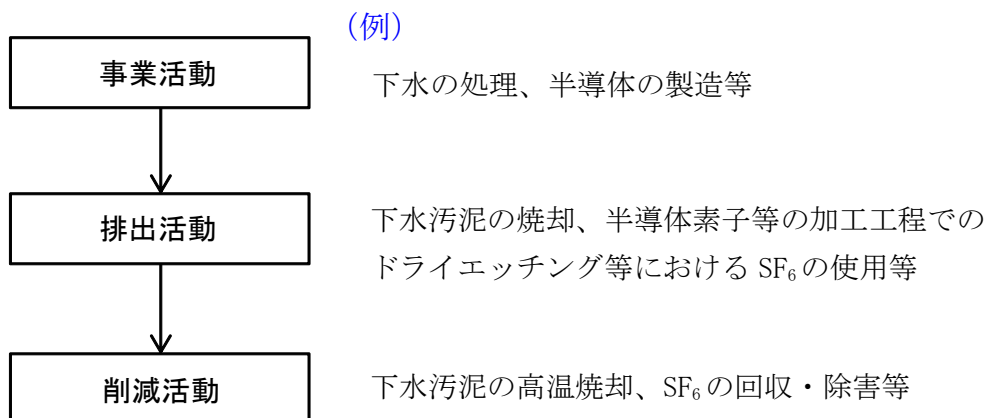 （例）
事業活動
下水の処理、半導体の製造等
排出活動
下水汚泥の焼却、半導体素子等の加工工程での
ドライエッチング等における SF₆の使用等
削減活動
下水汚泥の高温焼却、SF₆の回収・除害等